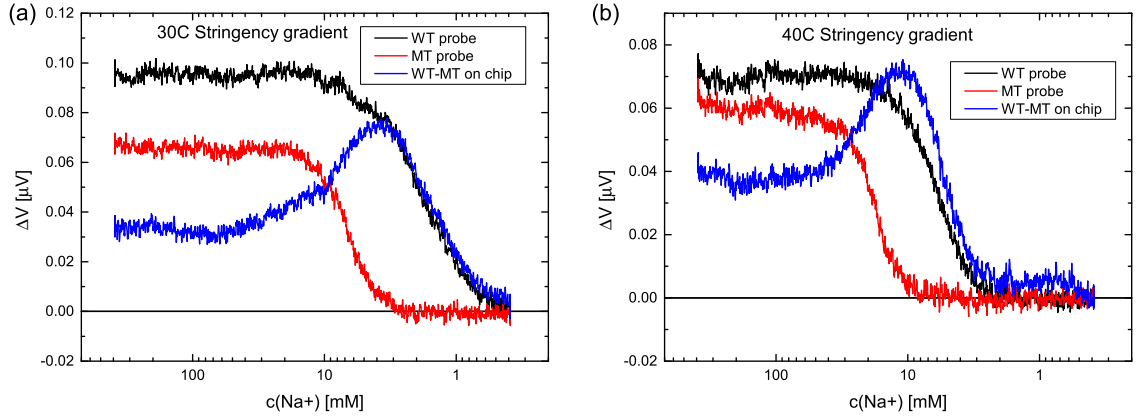 (a)
30C Stringency gradient
WT probe
MT probe
WT-MT on chip
0.12
0.10
0.08
0.06
0.04
0.02
0.00
-0.02
ΔV [µV]
100
10
1
c(Na+) [mM]
(b)
40C Stringency gradient
WT probe
MT probe
WT-MT on chip
0.08
0.06
0.04
0.02
0.00
-0.02
ΔV [µV]
100
10
1
c(Na+) [mM]